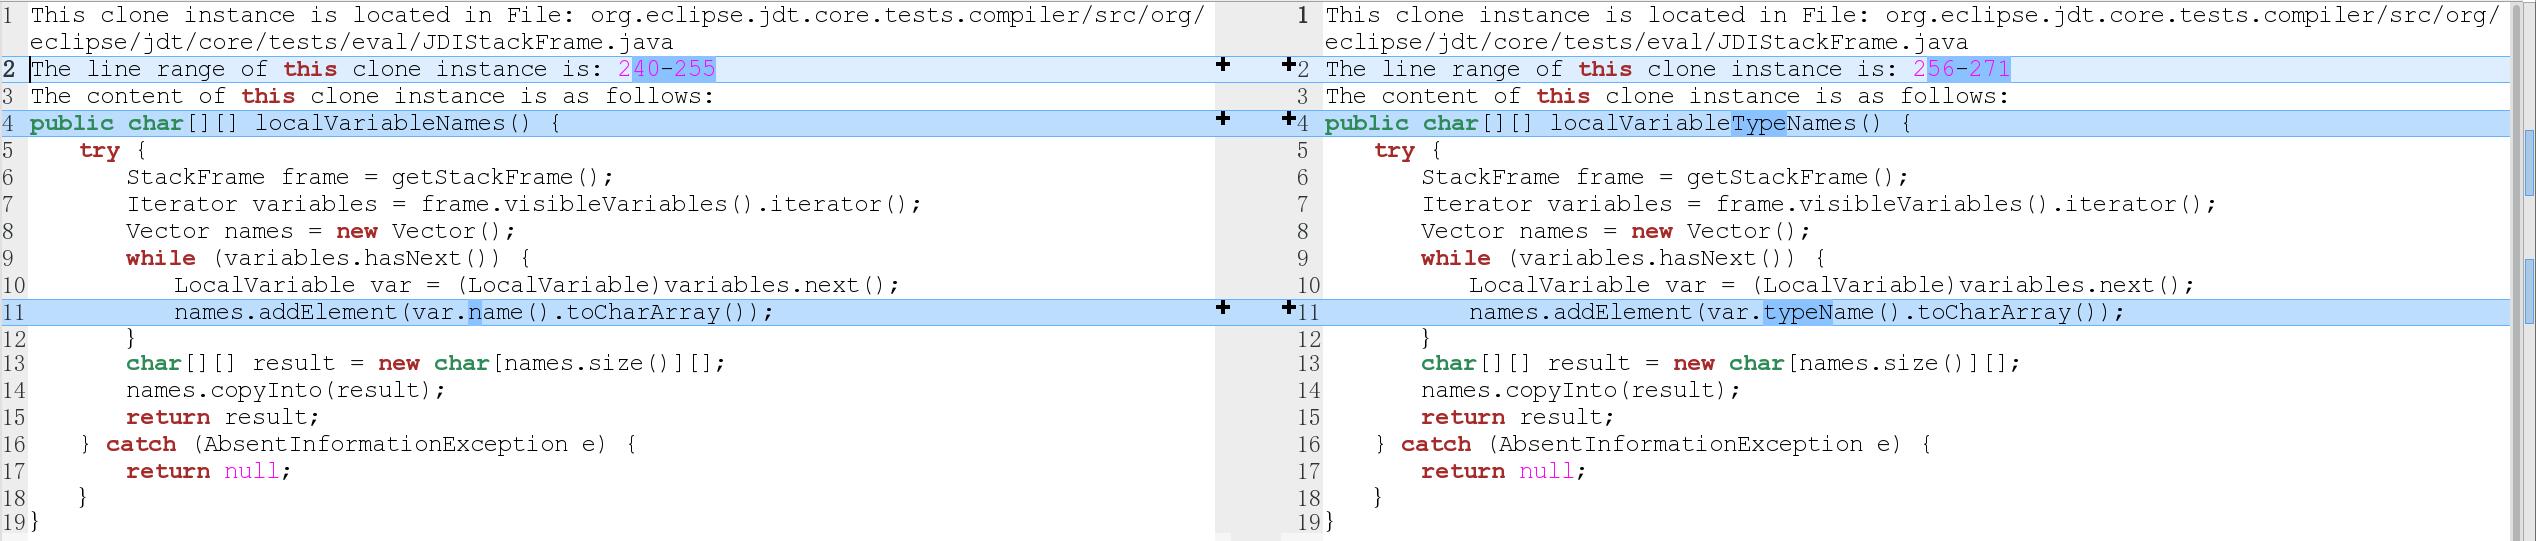 1 This clone instance is located in File: org.eclipse.jdt.core.tests.compiler/src/org/
eclipse/jdt/core/tests/eval/JDIStackFrame.java
2 The line range of this clone instance is: 240-255
3 The content of this clone instance is as follows:
4 public char[][] localVariableNames() {
5 try {
6 StackFrame frame = getStackFrame();
7 Iterator variables = frame.visibleVariables().iterator();
8 Vector names = new Vector();
9 while (variables.hasNext()) {
10 LocalVariable var = (LocalVariable)variables.next();
11 names.addElement(var.name().toCharArray());
12 }
13 char[][] result = new char[names.size()][];
14 names.copyInto(result);
15 return result;
16 } catch (AbsentInformationException e) {
17 return null;
18 }
19 }
1 This clone instance is located in File: org.eclipse.jdt.core.tests.compiler/src/org/
eclipse/jdt/core/tests/eval/JDIStackFrame.java
2 The line range of this clone instance is: 256-271
3 The content of this clone instance is as follows:
4 public char[][] localVariableTypeNames() {
5 try {
6 StackFrame frame = getStackFrame();
7 Iterator variables = frame.visibleVariables().iterator();
8 Vector names = new Vector();
9 while (variables.hasNext()) {
10 LocalVariable var = (LocalVariable)variables.next();
11 names.addElement(var.typeName().toCharArray());
12 }
13 char[][] result = new char[names.size()][];
14 names.copyInto(result);
15 return result;
16 } catch (AbsentInformationException e) {
17 return null;
18 }
19 }